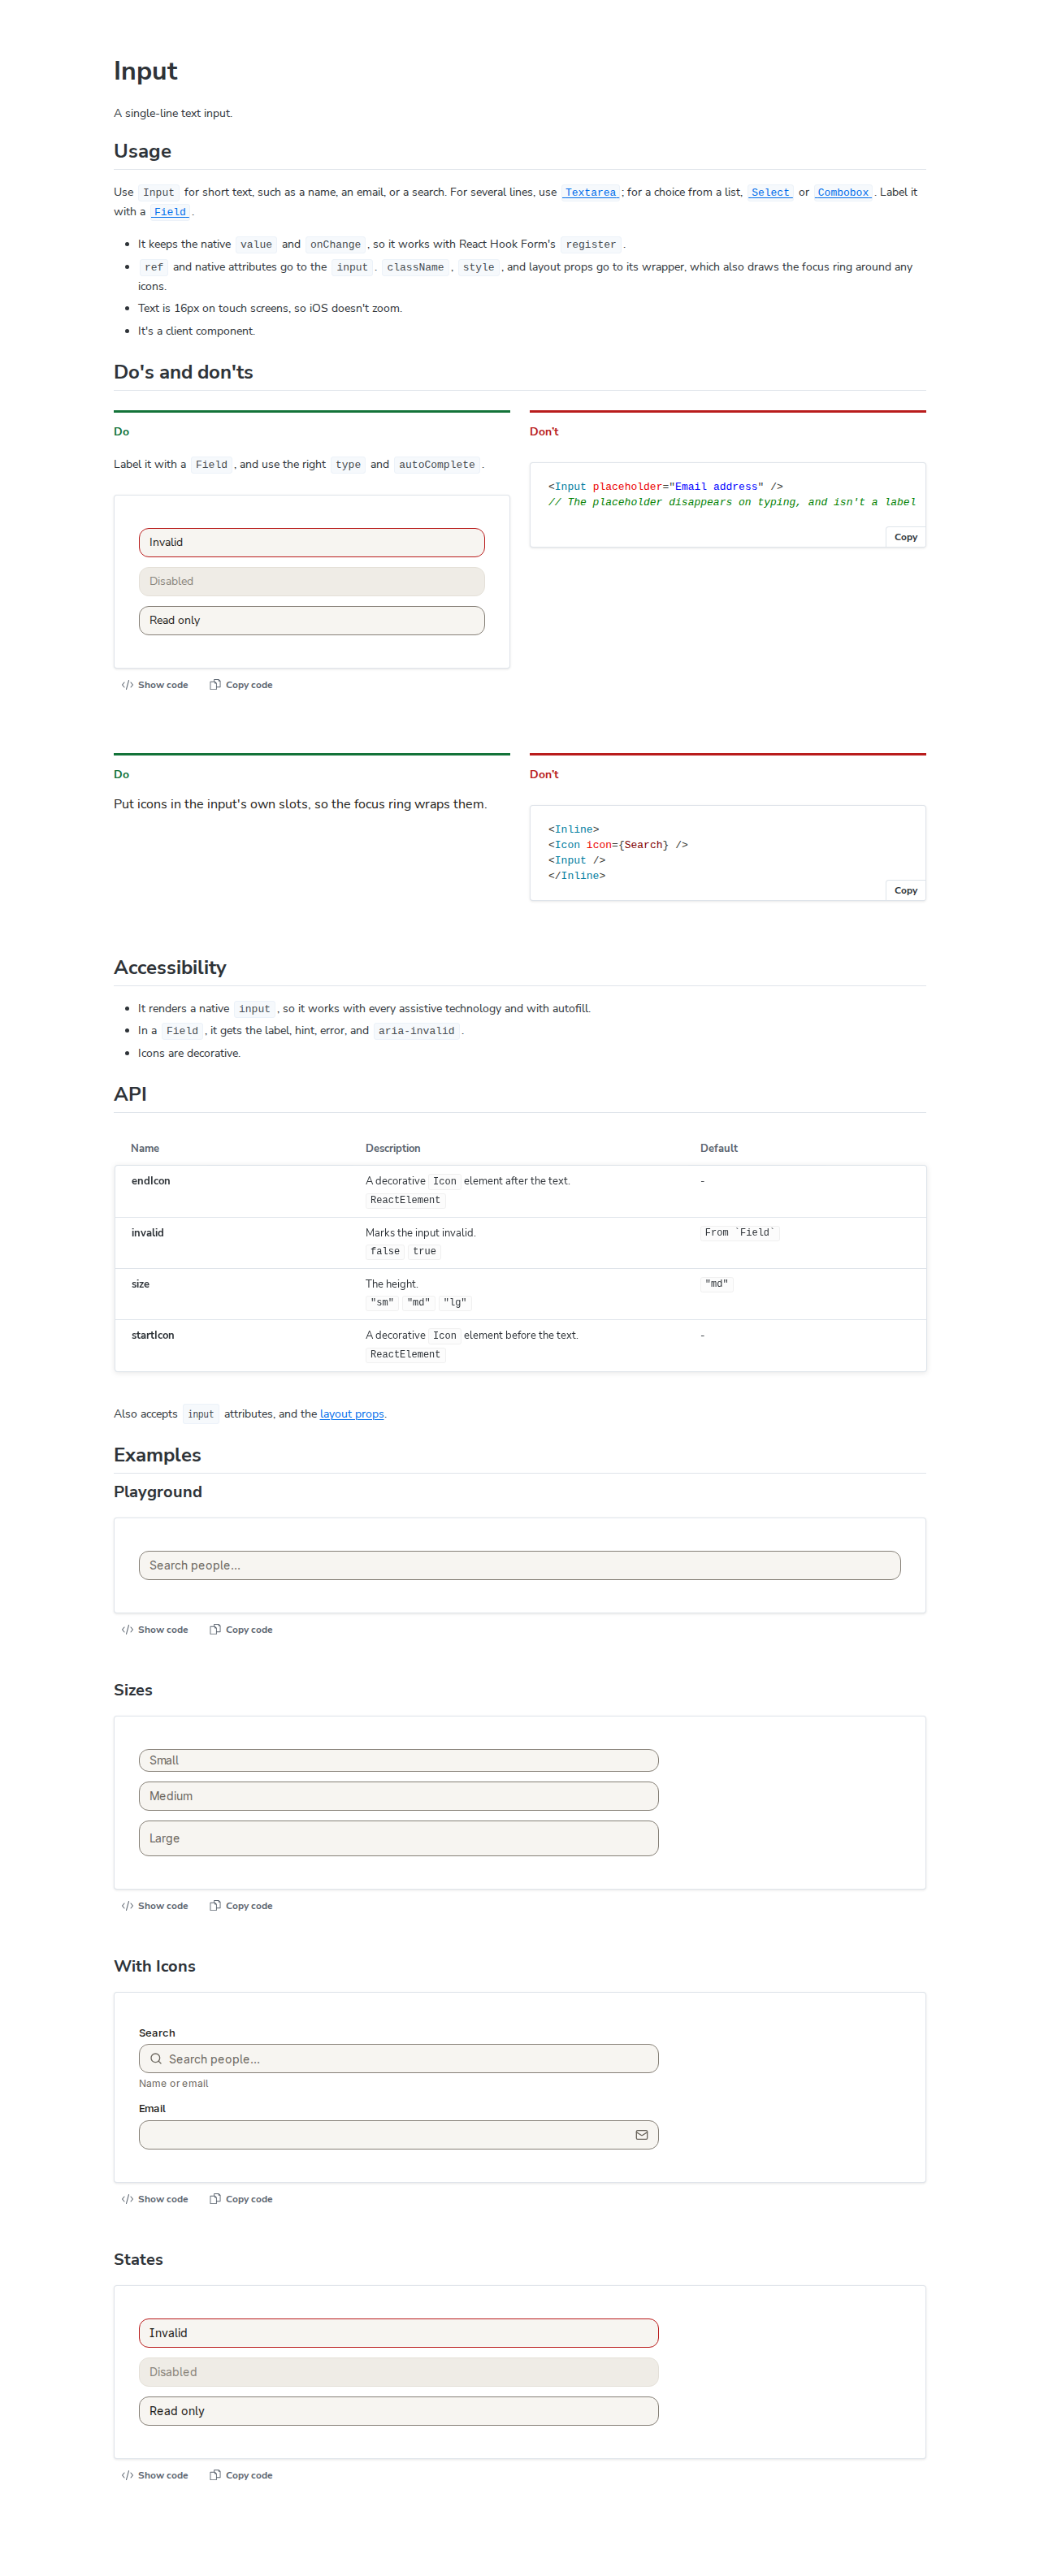 Input
A single-line text input.
Usage
Use Input for short text, such as a name, an email, or a search. For several lines, use Textarea; for a choice from a list, Select or Combobox. Label it
with a Field.
It keeps the native value and onChange, so it works with React Hook Form's register.
ref and native attributes go to the input. className, style, and layout props go to its wrapper, which also draws the focus ring around any
icons.
Text is 16px on touch screens, so iOS doesn't zoom.
It's a client component.
Do's and don'ts
Do
Label it with a Field, and use the right type and autoComplete.
Invalid
Disabled
Read only
Show code Copy code
Don't
<Input placeholder="Email address" />
// The placeholder disappears on typing, and isn't a label
Copy
Do
Put icons in the input's own slots, so the focus ring wraps them.
Don't
<Inline>
<Icon icon={Search} />
<Input />
</Inline>
Copy
Accessibility
It renders a native input, so it works with every assistive technology and with autofill.
In a Field, it gets the label, hint, error, and aria-invalid.
Icons are decorative.
API
Name Description Default
endIcon A decorative Icon element after the text. -
ReactElement
invalid Marks the input invalid. From `Field`
false true
size The height. "md"
"sm" "md" "lg"
startIcon A decorative Icon element before the text. -
ReactElement
Also accepts input attributes, and the layout props.
Examples
Playground
Search people...
Show code Copy code
Sizes
Small
Medium
Large
Show code Copy code
With Icons
Search
Search people...
Name or email
Email
Show code Copy code
States
Invalid
Disabled
Read only
Show code Copy code